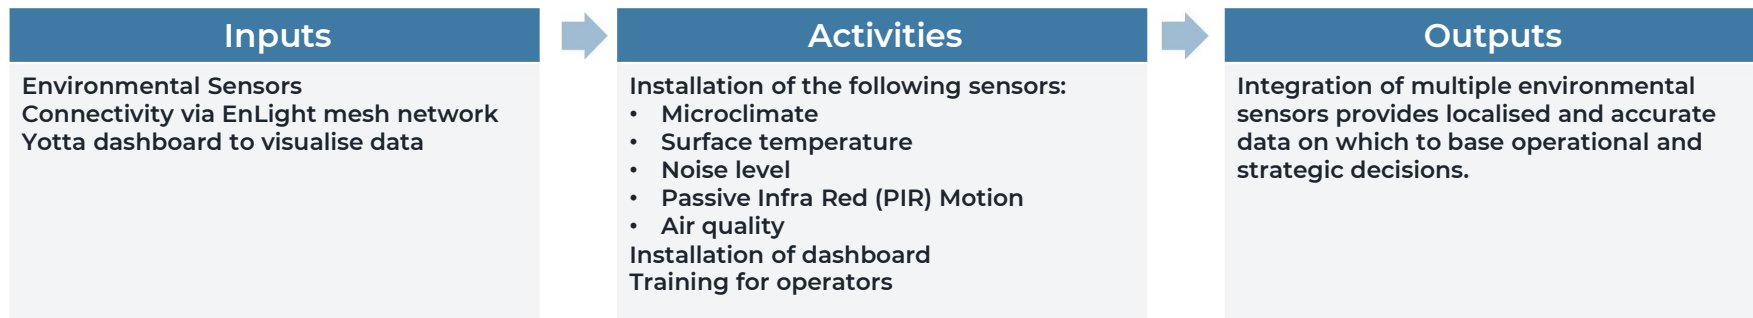 Inputs
Environmental Sensors
Connectivity via EnLight mesh network
Yotta dashboard to visualise data
Activities
Installation of the following sensors:
• Microclimate
• Surface temperature
• Noise level
• Passive Infra Red (PIR) Motion
• Air quality
Installation of dashboard
Training for operators
Outputs
Integration of multiple environmental
sensors provides localised and accurate
data on which to base operational and
strategic decisions.